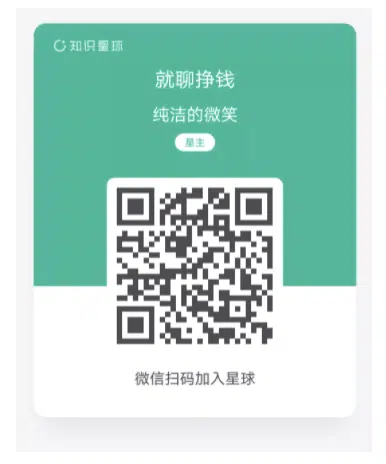 知识星球
就聊挣钱
纯洁的微笑
星主
微信扫码加入星球